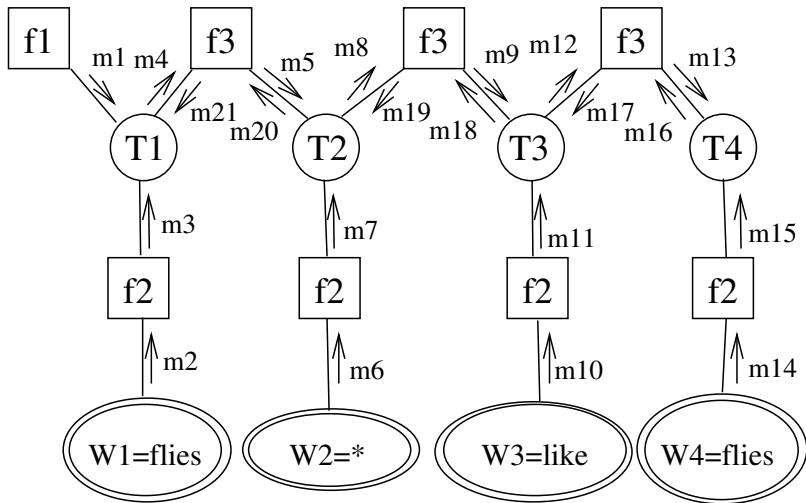 f1 f3 f3 f3
m1 m4 m5 m8 m9 m12 m13
m21 m20 m19 m18 m17 m16
T1 T2 T3 T4
m3 m7 m11 m15
f2 f2 f2 f2
m2 m6 m10 m14
W1=flies W2=* W3=like W4=flies